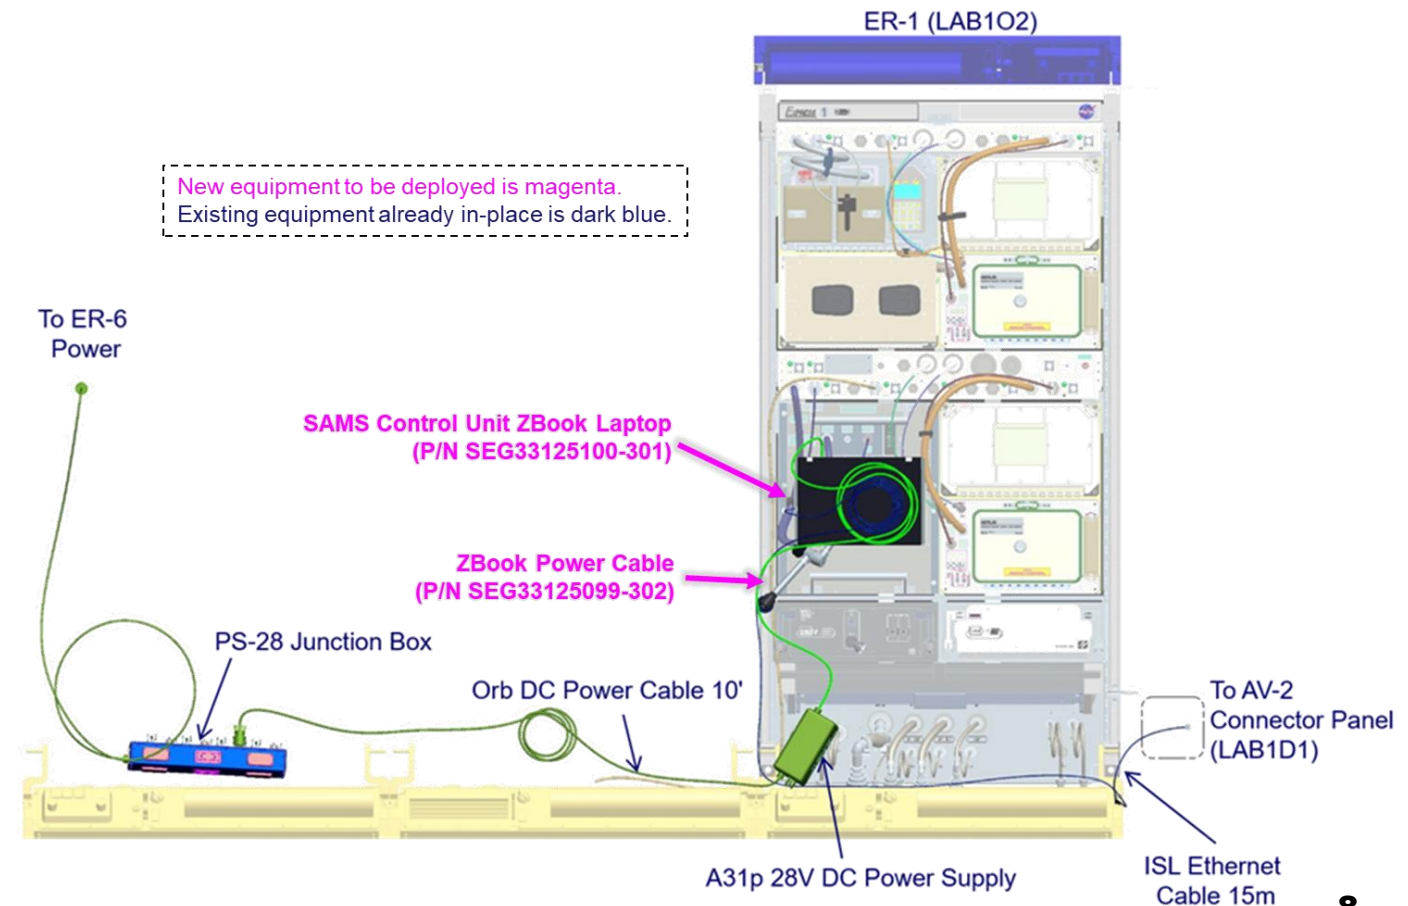 ER-1 (LAB1O2)
EXPRESS 1
New equipment to be deployed is magenta.
Existing equipment already in-place is dark blue.
To ER-6
Power
SAMS Control Unit ZBook Laptop
(P/N SEG33125100-301)
ZBook Power Cable
(P/N SEG33125099-302)
PS-28 Junction Box
Orb DC Power Cable 10'
To AV-2
Connector Panel
(LAB1D1)
A31p 28V DC Power Supply
ISL Ethernet
Cable 15m
8